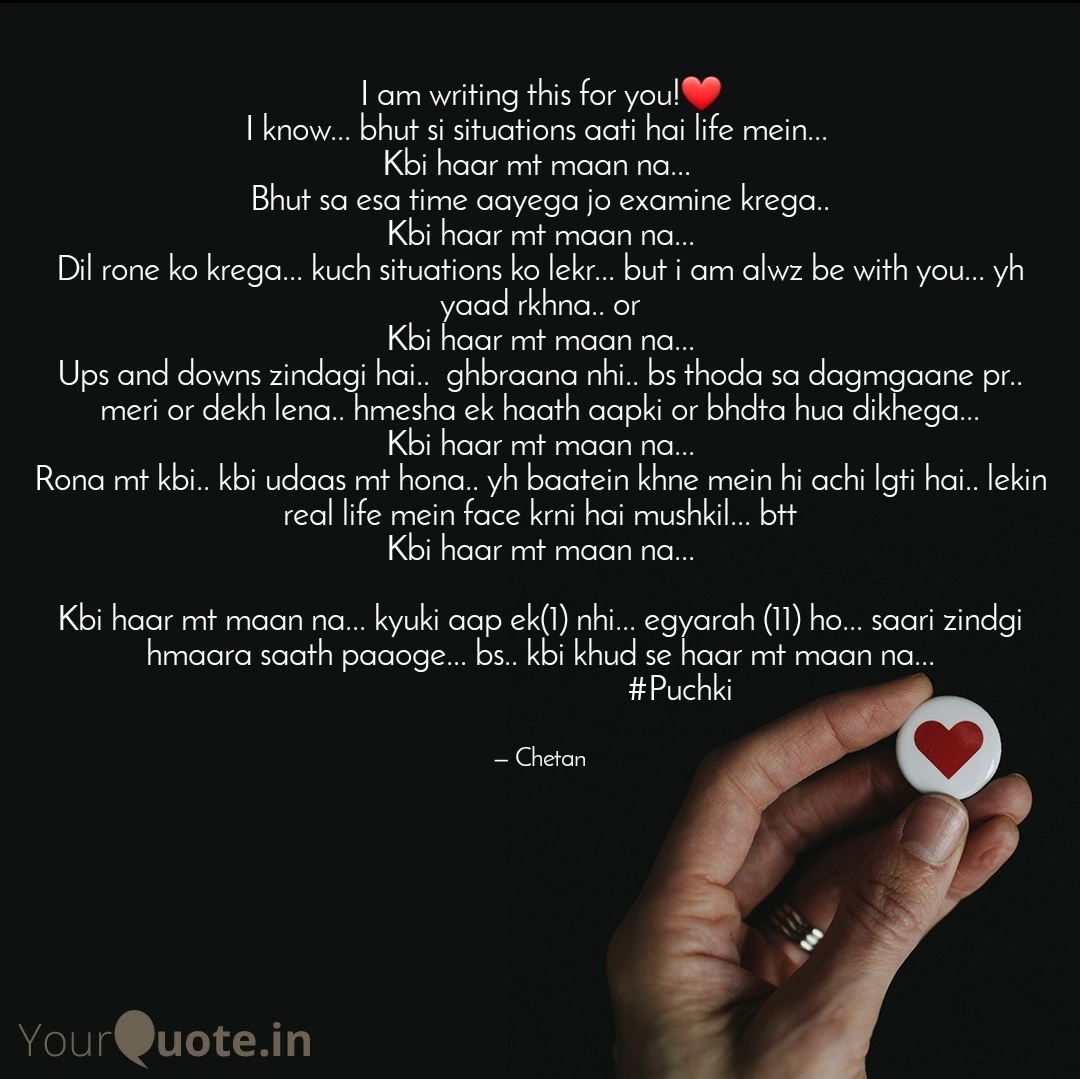 I am writing this for you!❤️
I know... bhut si situations aati hai life mein...
Kbi haar mt maan na...
Bhut sa esa time aayega jo examine krega..
Kbi haar mt maan na...
Dil rone ko krega... kuch situations ko lekr... but i am alwz be with you... yh
yaad rkhna.. or
Kbi haar mt maan na...
Ups and downs zindagi hai..  ghbraana nhi.. bs thoda sa dagmgaane pr..
meri or dekh lena.. hmesha ek haath aapki or bhdta hua dikhega...
Kbi haar mt maan na...
Rona mt kbi.. kbi udaas mt hona.. yh baatein khne mein hi achi lgti hai.. lekin
real life mein face krni hai mushkil... btt
Kbi haar mt maan na...
Kbi haar mt maan na... kyuki aap ek(1) nhi... egyarah (11) ho... saari zindgi
hmaara saath paaoge... bs.. kbi khud se haar mt maan na...
#Puchki
— Chetan
YourQuote.in